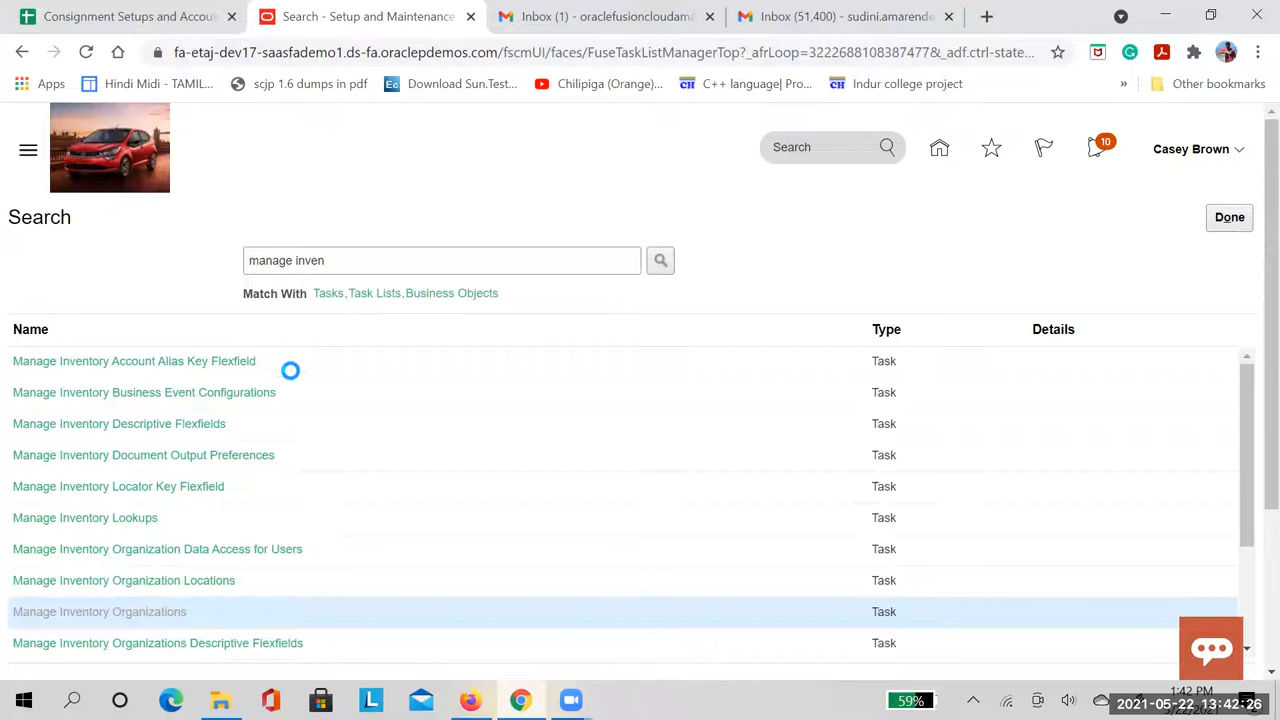 Consignment Setups and Accou
Search - Setup and Maintenance
Inbox (1) - oraclefusioncloudam
Inbox (51,400) - sudini.amarende
fa-etaj-dev17-saasfademo1.ds-fa.oraclepdemos.com/fscmUI/faces/FuseTaskListManagerTop?_afrLoop=3222688108387477&_adf.ctrl-state...
Apps
Hindi Midi - TAMIL...
scjp 1.6 dumps in pdf
Download Sun.Test...
Chilipiga (Orange)...
C++ language| Pro...
Indur college project
»
Other bookmarks
Search
10
Casey Brown
Search
Done
manage inven
Match With Tasks, Task Lists, Business Objects
Name Type Details
Manage Inventory Account Alias Key Flexfield Task
Manage Inventory Business Event Configurations Task
Manage Inventory Descriptive Flexfields Task
Manage Inventory Document Output Preferences Task
Manage Inventory Locator Key Flexfield Task
Manage Inventory Lookups Task
Manage Inventory Organization Data Access for Users Task
Manage Inventory Organization Locations Task
Manage Inventory Organizations Task
Manage Inventory Organizations Descriptive Flexfields Task
59%
1:42 PM
2021-05-22 13:42:26